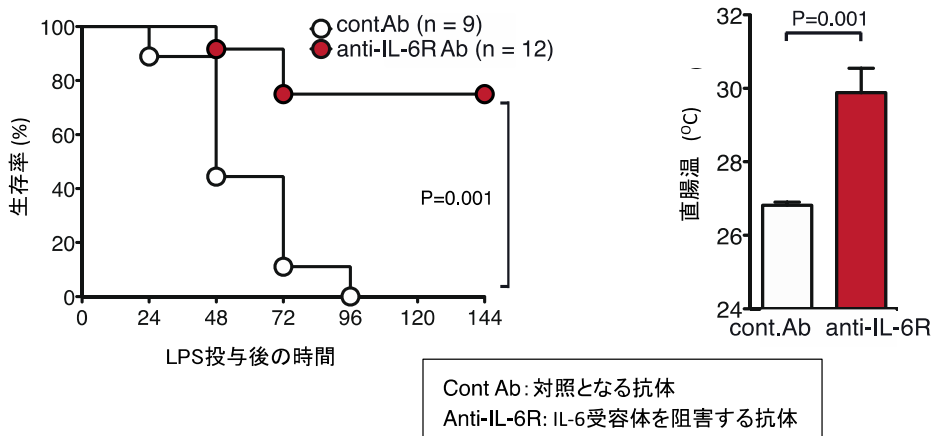 cont.Ab (n = 9)
anti-IL-6R Ab (n = 12)
100
80
60
40
20
0
生存率 (%)
P=0.001
0 24 48 72 96 120 144
LPS投与後の時間
P=0.001
32
30
28
26
24
直腸温 (OC)
cont.Ab anti-IL-6R
Cont Ab: 対照となる抗体
Anti-IL-6R: IL-6受容体を阻害する抗体